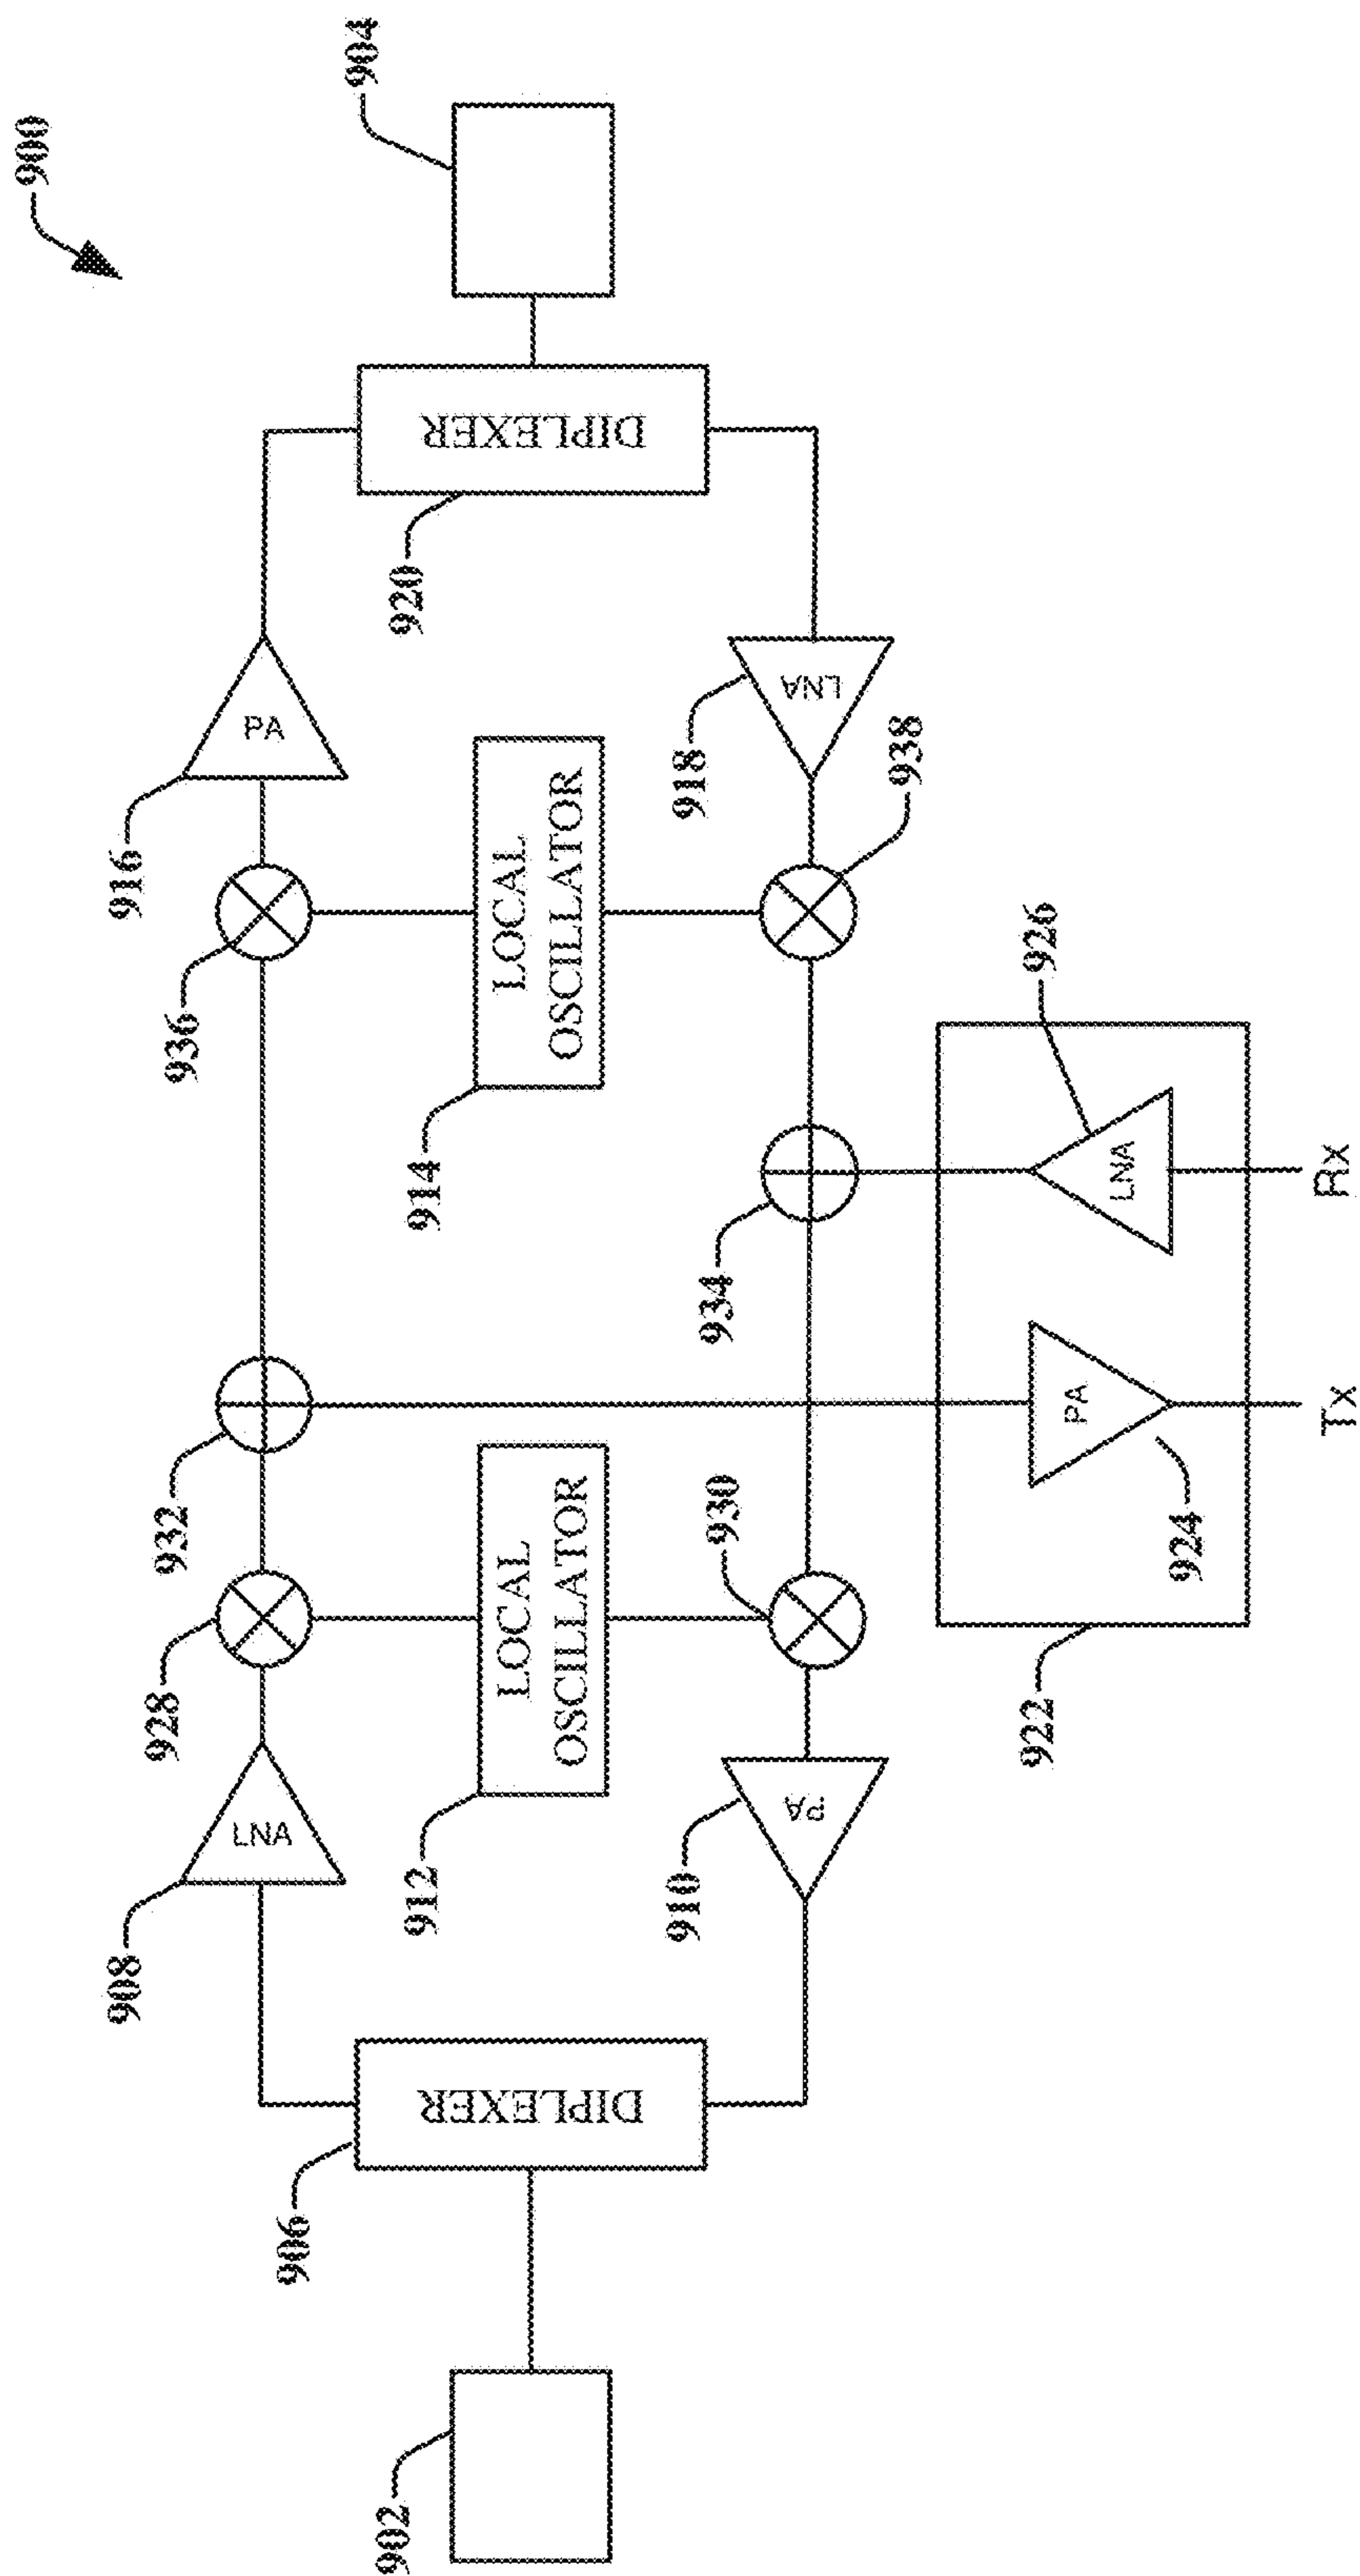 900
904
916
PA
936
920
DIPLEXER
914
LOCAL
OSCILLATOR
918
LNA
938
932
934
926
LNA
Rx
928
908
LNA
912
LOCAL
OSCILLATOR
930
910
PA
924
PA
Tx
922
906
DIPLEXER
902